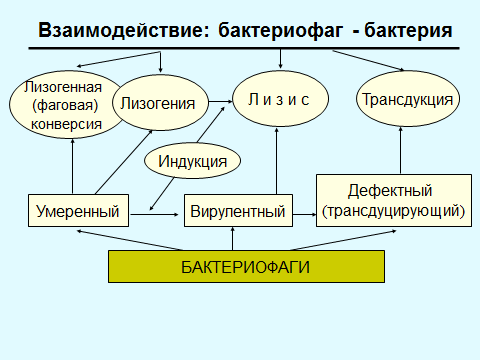 Взаимодействие: бактериофаг - бактерия
Лизогенная
(фаговая)
конверсия
Лизогения
Л и з и с
Трансдукция
Индукция
Умеренный
Вирулентный
Дефектный
(трансдуцирующий)
БАКТЕРИОФАГИ